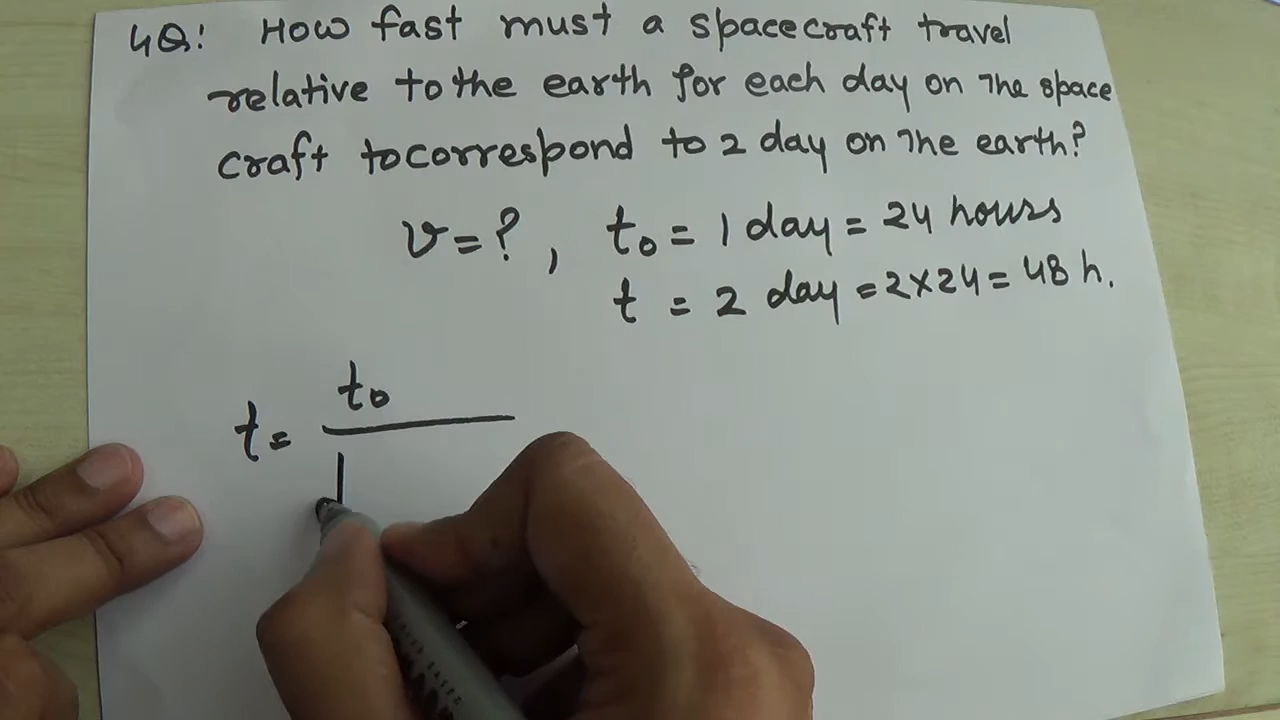 4Q! How fast must a spacecraft travel
relative to the earth for each day on the space
craft to correspond to 2 day on the earth?
v = ? , t₀ = 1 day = 24 hours
t = 2 day = 2×24 = 48 h.
t = t₀